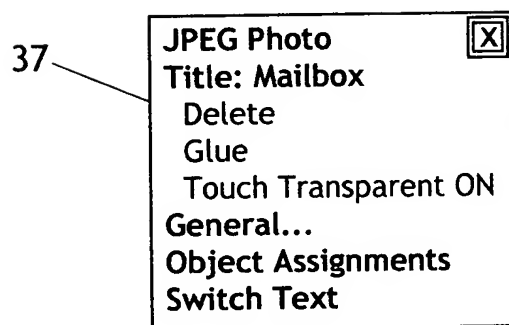 37
JPEG Photo X
Title: Mailbox
Delete
Glue
Touch Transparent ON
General...
Object Assignments
Switch Text